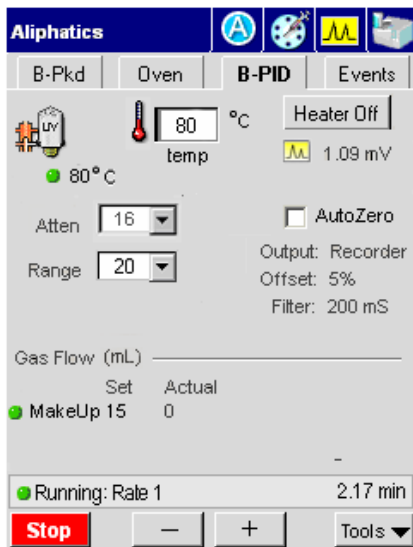 Aliphatics A
B-Pkd Oven B-PID Events
UV 80 °C Heater Off
temp 1.09 mV
80° C
Atten 16 AutoZero
Output: Recorder
Range 20 Offset: 5%
Filter: 200 mS
Gas Flow (mL)
Set Actual
MakeUp 15 0
-
Running: Rate 1 2.17 min
Stop — + Tools